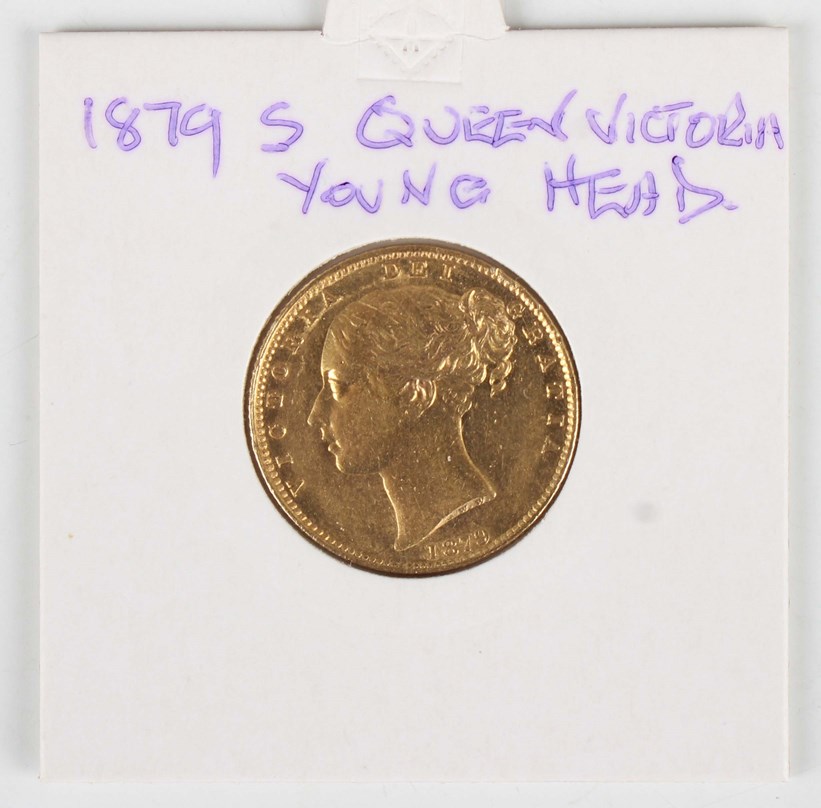 1879 S QUEEN VICTORIA
YOUNG HEAD.
VICTORIA DEI GRATIA
1879